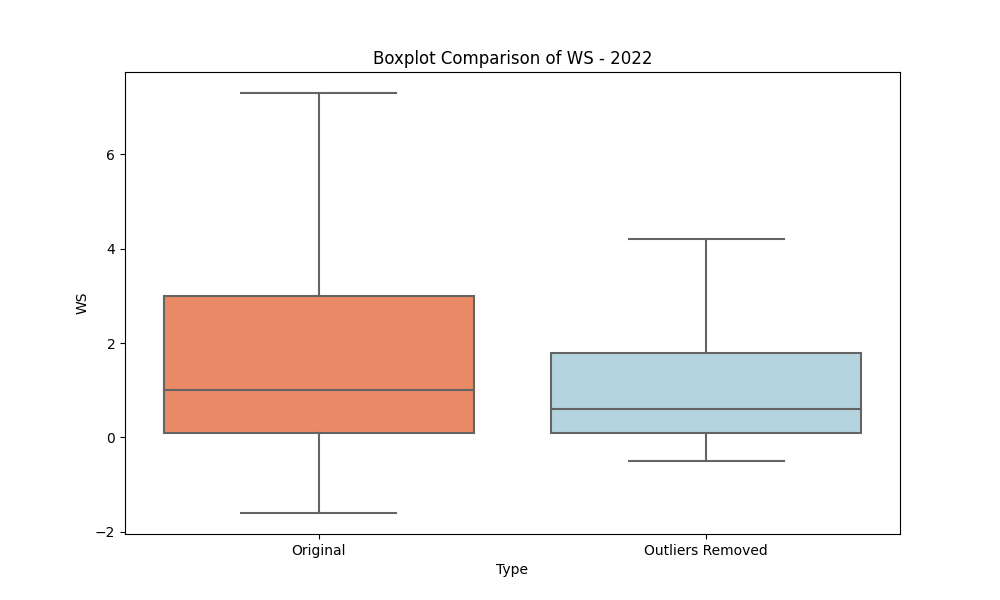 Boxplot Comparison of WS - 2022
WS
6
4
2
0
−2
Original
Outliers Removed
Type